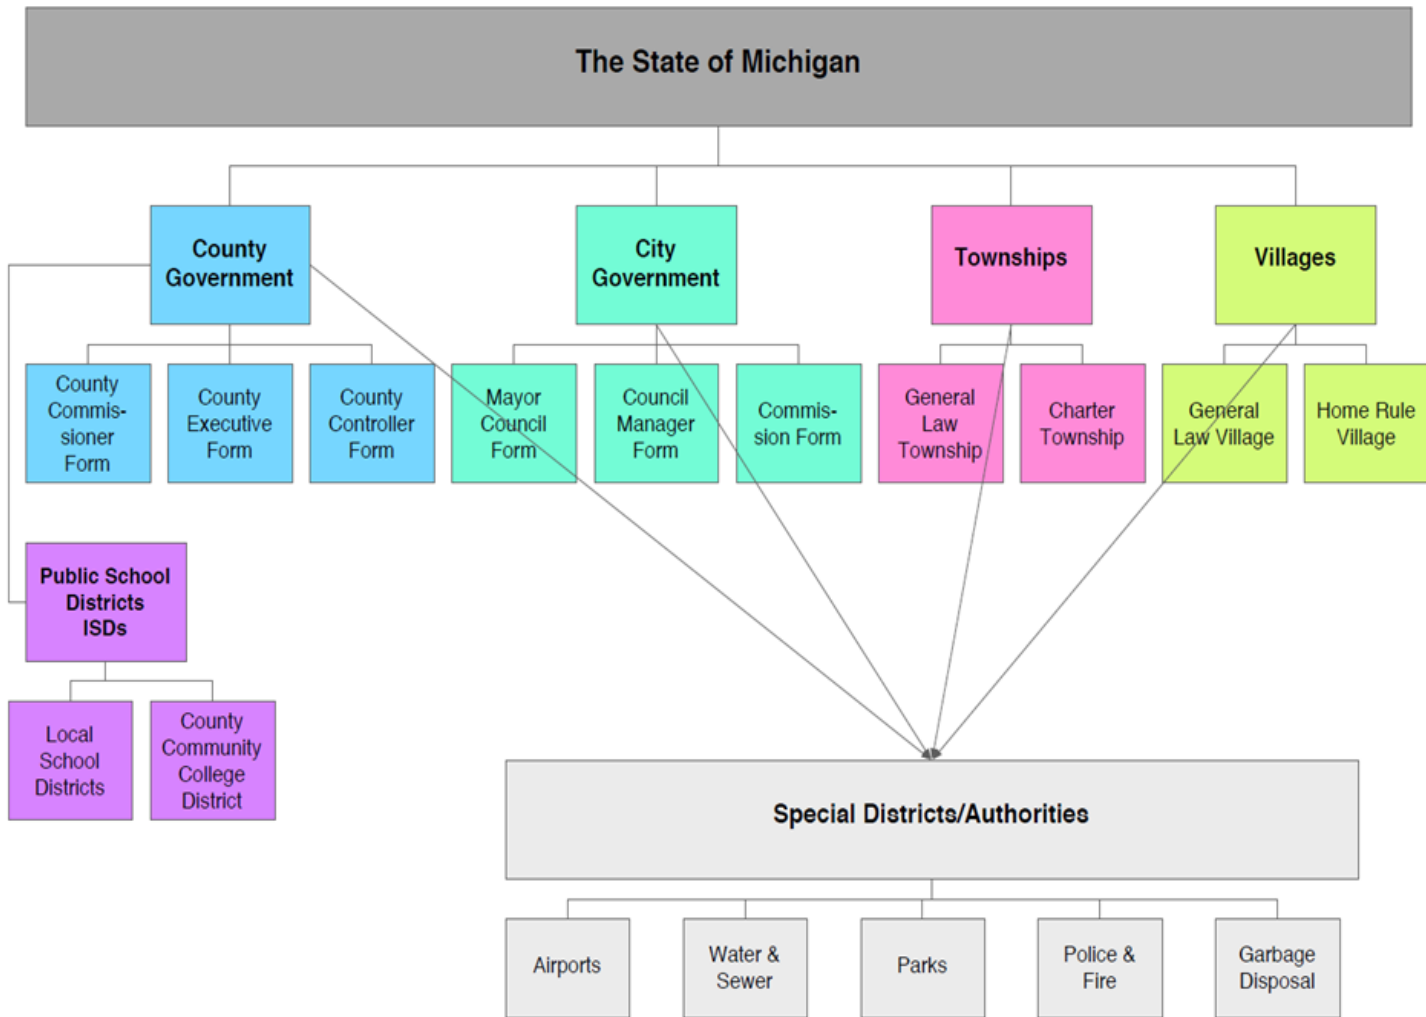 The State of Michigan
County
Government
City
Government
Townships
Villages
County
Commis-
sioner
Form
County
Executive
Form
County
Controller
Form
Mayor
Council
Form
Council
Manager
Form
Commis-
sion Form
General
Law
Township
Charter
Township
General
Law Village
Home Rule
Village
Public School
Districts
ISDs
Local
School
Districts
County
Community
College
District
Special Districts/Authorities
Airports
Water &
Sewer
Parks
Police &
Fire
Garbage
Disposal